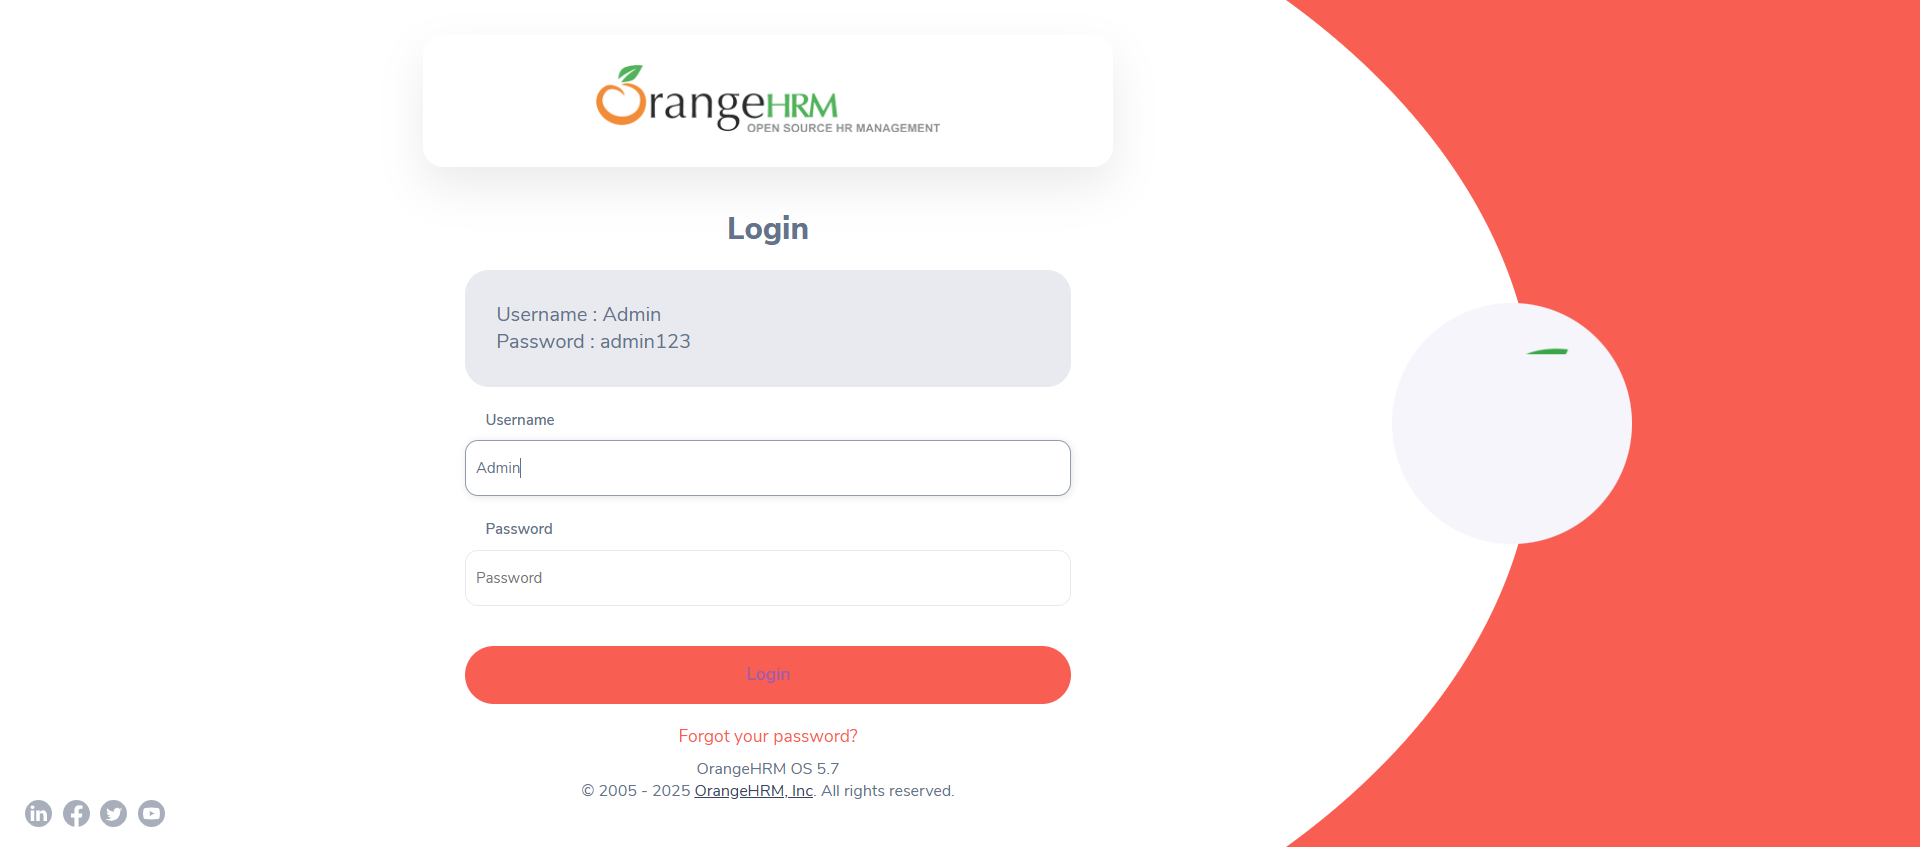 OrangeHRM
OPEN SOURCE HR MANAGEMENT
Login
Username : Admin
Password : admin123
Username
Admin
Password
Password
Login
Forgot your password?
OrangeHRM OS 5.7
© 2005 - 2025 OrangeHRM, Inc. All rights reserved.